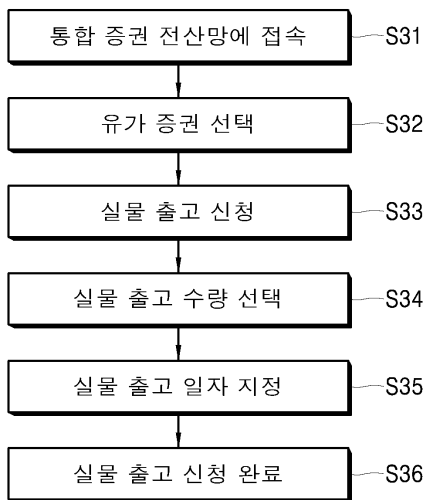 통합 증권 전산망에 접속 S31
유가 증권 선택 S32
실물 출고 신청 S33
실물 출고 수량 선택 S34
실물 출고 일자 지정 S35
실물 출고 신청 완료 S36